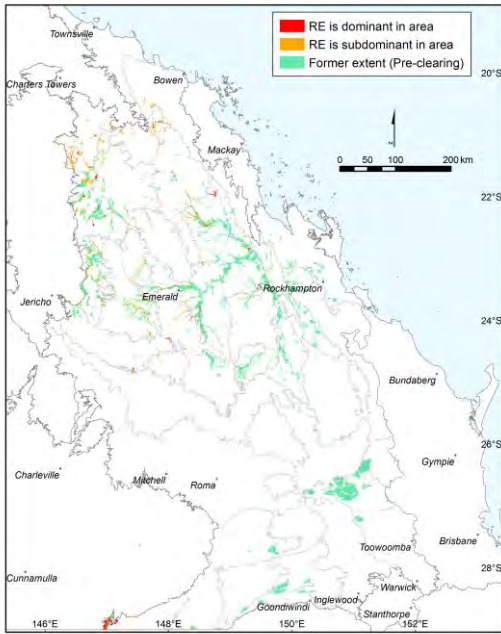 RE is dominant in area
RE is subdominant in area
Former extent (Pre-clearing)
Townsville
Bowen
20°S
Charters Towers
Mackay
0 50 100 200 km
22°S
Jericho
Emerald
Rockhampton
24°S
Bundaberg
26°S
Gympie
Charleville
Mitchell
Roma
Brisbane
Toowoomba
Cunnamulla
28°S
Warwick
Goondiwindi
Inglewood
Stanthorpe
146°E
148°E
150°E
152°E